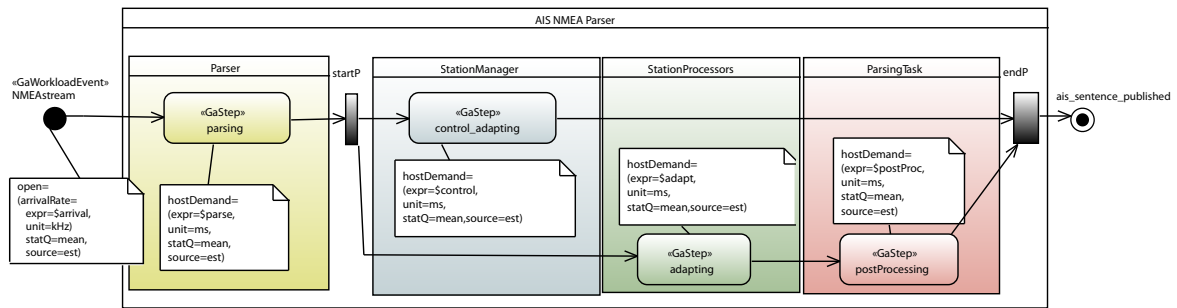 AIS NMEA Parser
Parser
StationManager
StationProcessors
ParsingTask
«GaWorkloadEvent»
NMEAstream
startP
endP
ais_sentence_published
«GaStep»
parsing
«GaStep»
control_adapting
open=
(arrivalRate=
expr=$arrival,
unit=kHz)
statQ=mean,
source=est)
hostDemand=
(expr=$parse,
unit=ms,
statQ=mean,
source=est)
hostDemand=
(expr=$control,
unit=ms,
statQ=mean,source=est)
hostDemand=
(expr=$adapt,
unit=ms,
statQ=mean,source=est)
hostDemand=
(expr=$postProc,
unit=ms,
statQ=mean,
source=est)
«GaStep»
adapting
«GaStep»
postProcessing